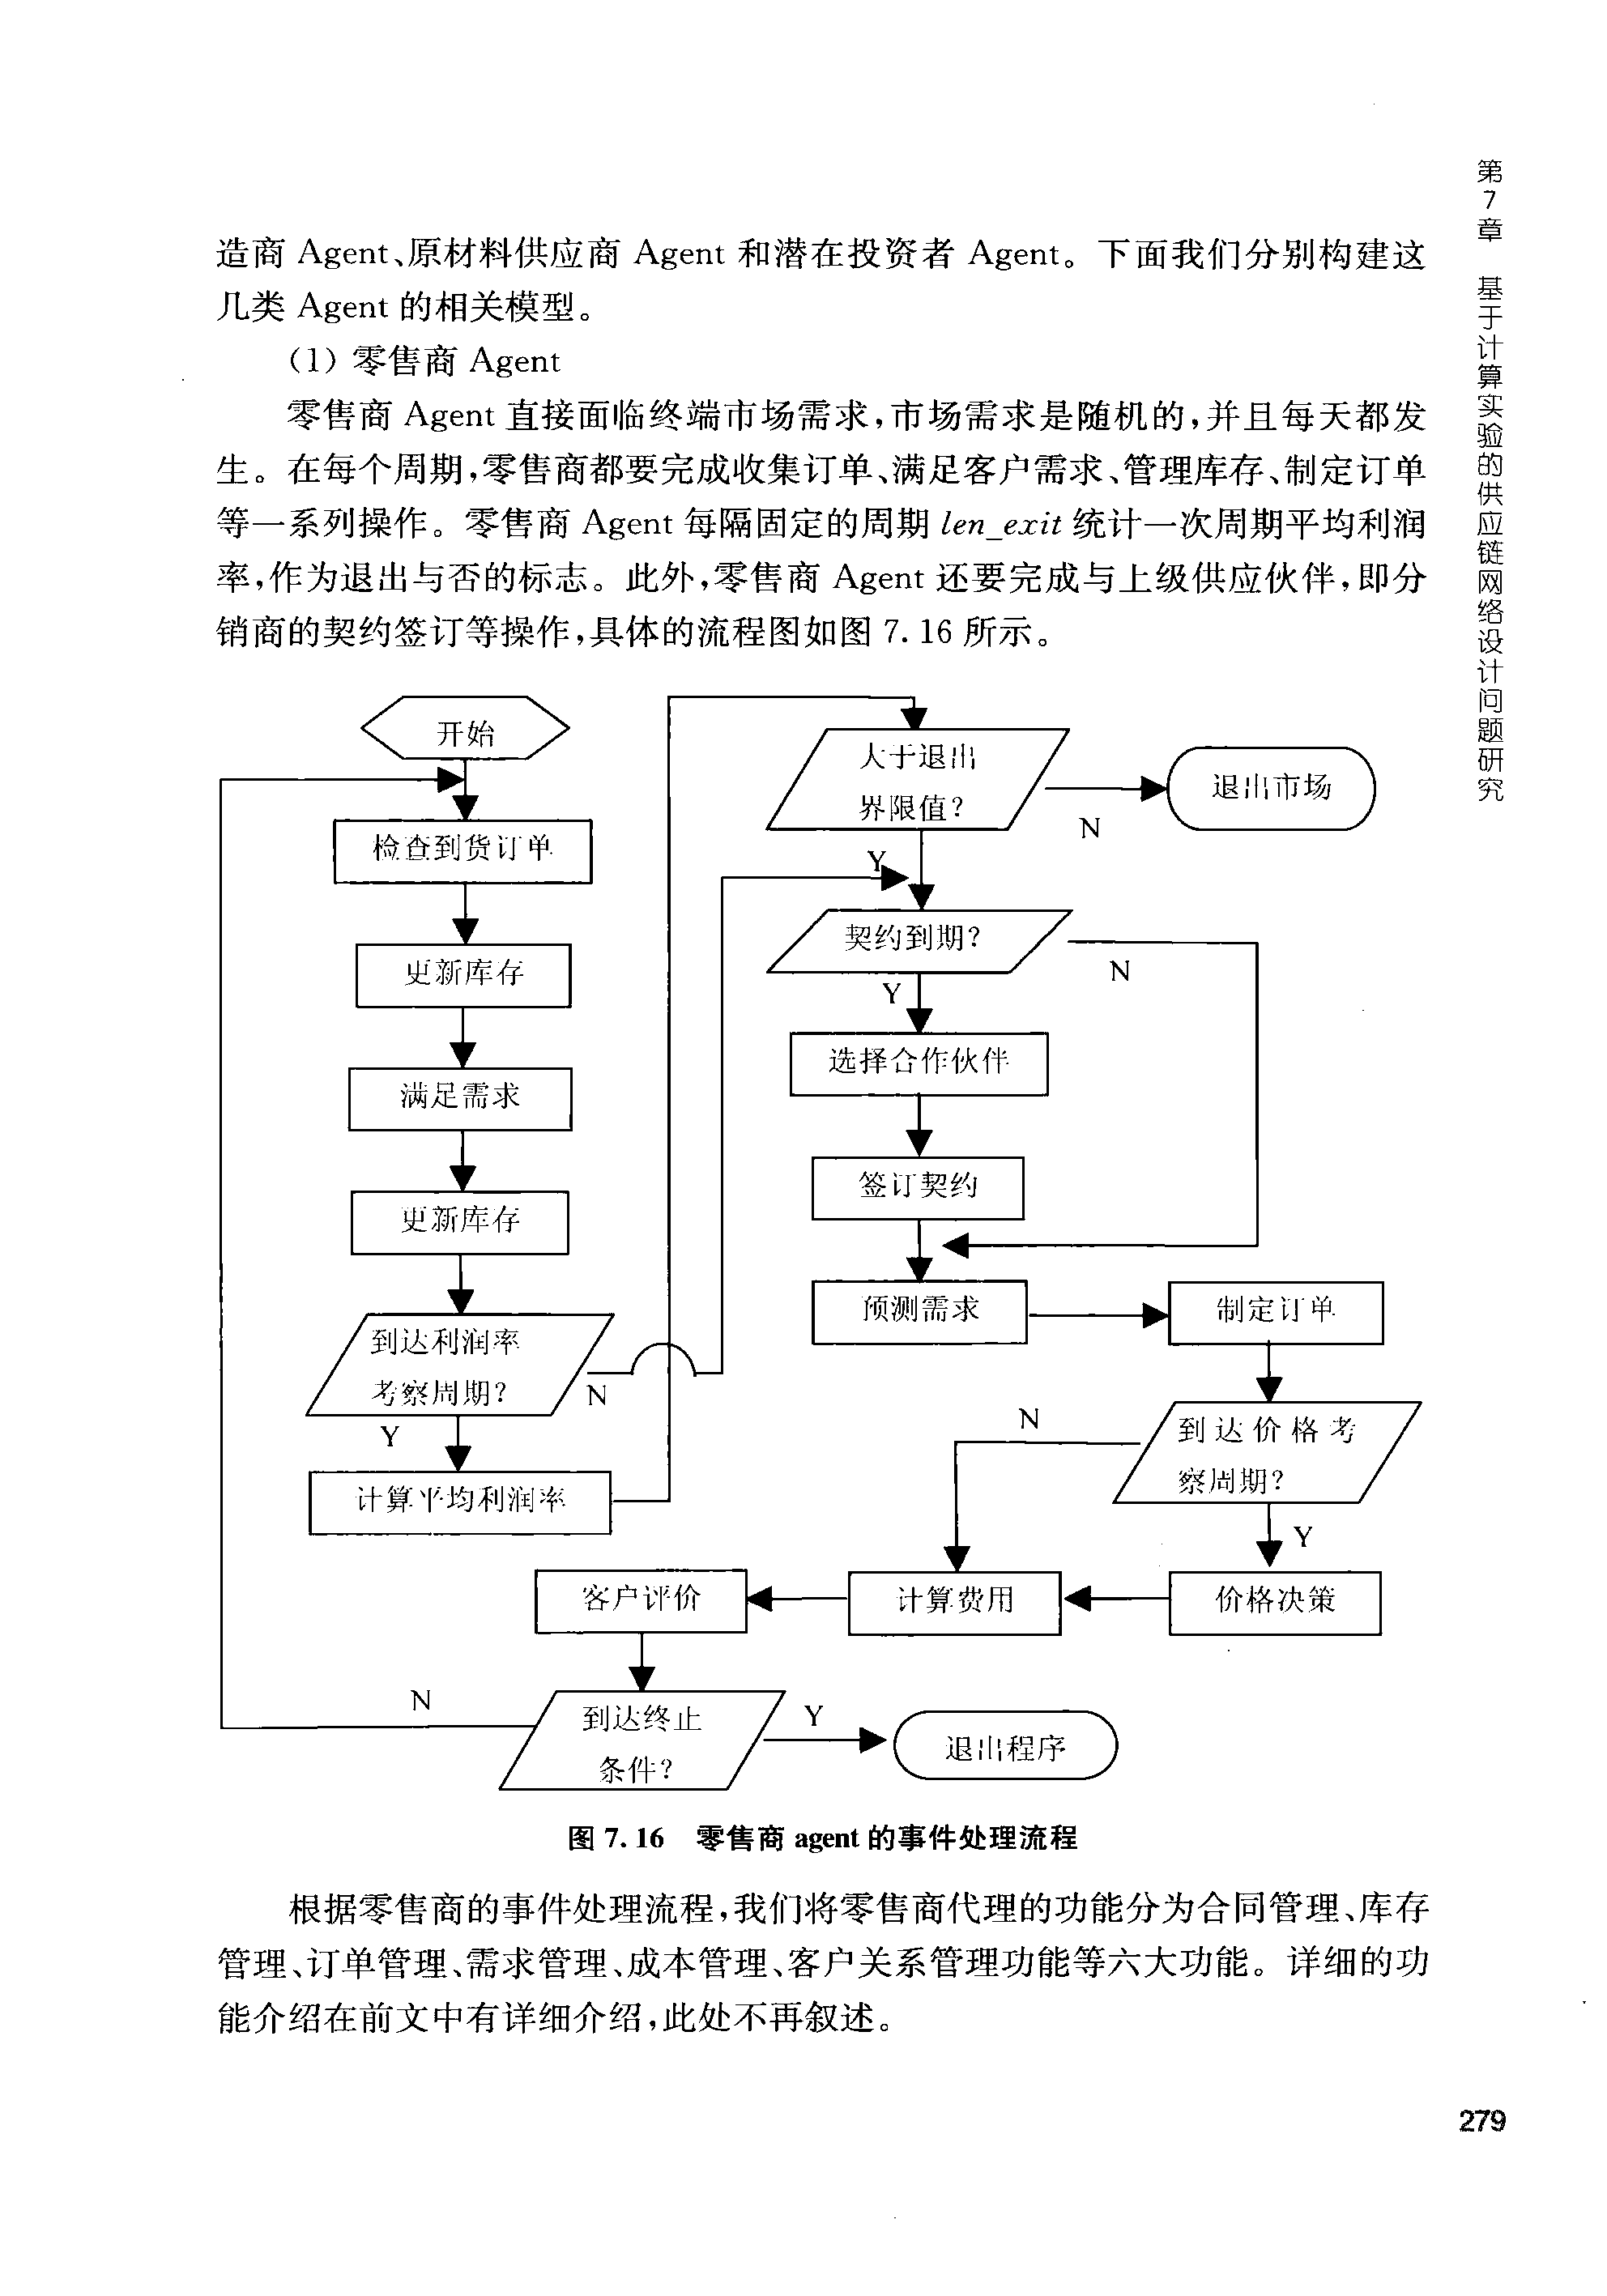 第7章 基于计算实验的供应链网络设计问题研究
造商 Agent、原材料供应商 Agent 和潜在投资者 Agent。下面我们分别构建这
几类 Agent 的相关模型。
(1) 零售商 Agent
零售商 Agent 直接面临终端市场需求,市场需求是随机的,并且每天都发
生。在每个周期,零售商都要完成收集订单、满足客户需求、管理库存、制定订单
等一系列操作。零售商 Agent 每隔固定的周期 len_exit 统计一次周期平均利润
率,作为退出与否的标志。此外,零售商 Agent 还要完成与上级供应伙伴,即分
销商的契约签订等操作,具体的流程图如图 7.16 所示。
开始
检查到货订单
更新库存
满足需求
更新库存
到达利润率
考察周期?
N
Y
计算平均利润率
大于退出
界限值?
N
退出市场
Y
契约到期?
N
Y
选择合作伙伴
签订契约
预测需求
制定订单
到达价格考
察周期?
N
Y
价格决策
计算费用
客户评价
到达终止
条件?
N
Y
退出程序
图 7.16 零售商 agent 的事件处理流程
根据零售商的事件处理流程,我们将零售商代理的功能分为合同管理、库存
管理、订单管理、需求管理、成本管理、客户关系管理功能等六大功能。详细的功
能介绍在前文中有详细介绍,此处不再叙述。
279